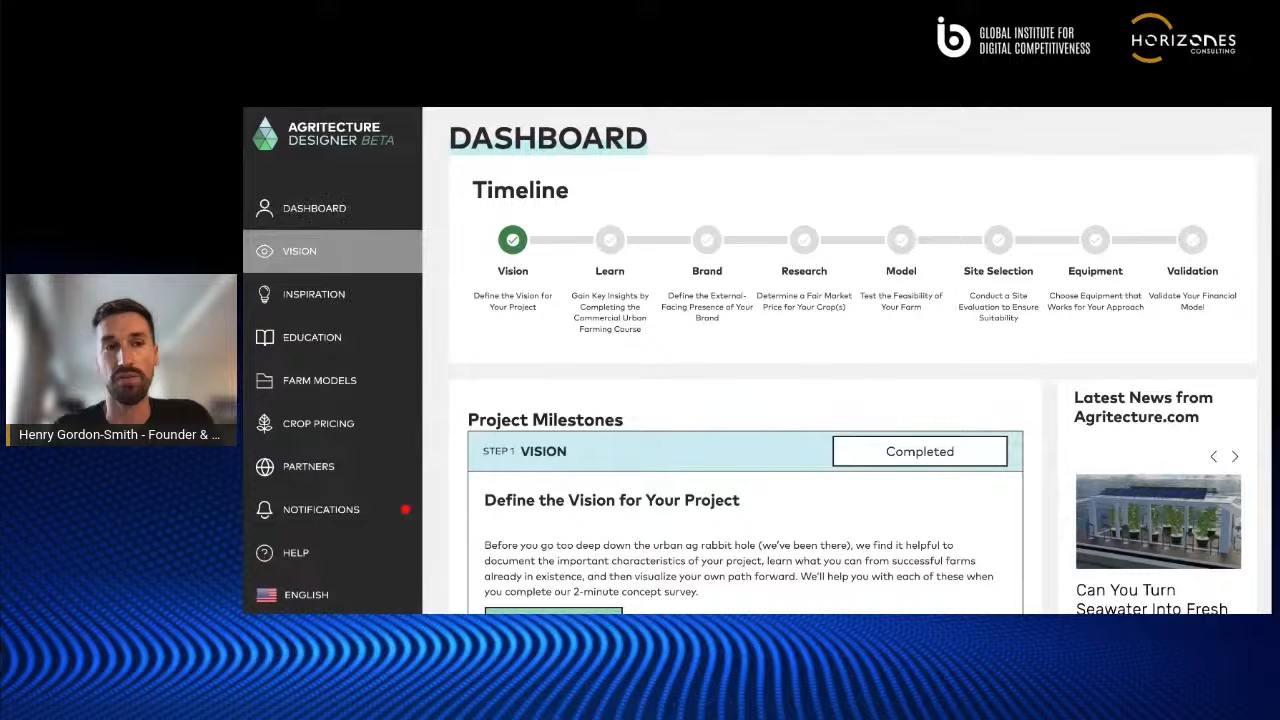 GLOBAL INSTITUTE FOR
DIGITAL COMPETITIVENESS
HORIZONES
CONSULTING
AGRITECTURE
DESIGNER BETA
DASHBOARD
VISION
INSPIRATION
EDUCATION
FARM MODELS
CROP PRICING
PARTNERS
NOTIFICATIONS
HELP
ENGLISH
DASHBOARD
Timeline
Vision
Define the Vision for
Your Project
Learn
Gain Key Insights by
Completing the
Commercial Urban
Farming Course
Brand
Define the External-
Facing Presence of Your
Brand
Research
Determine a Fair Market
Price for Your Crop(s)
Model
Test the Feasibility of
Your Farm
Site Selection
Conduct a Site
Evaluation to Ensure
Suitability
Equipment
Choose Equipment that
Works for Your Approach
Validation
Validate Your Financial
Model
Project Milestones
STEP 1 VISION
Completed
Define the Vision for Your Project
Before you go too deep down the urban ag rabbit hole (we've been there), we find it helpful to
document the important characteristics of your project, learn what you can from successful farms
already in existence, and then visualize your own path forward. We'll help you with each of these when
you complete our 2-minute concept survey.
Latest News from
Agritecture.com
Can You Turn
Seawater Into Fresh
Henry Gordon-Smith - Founder & ...